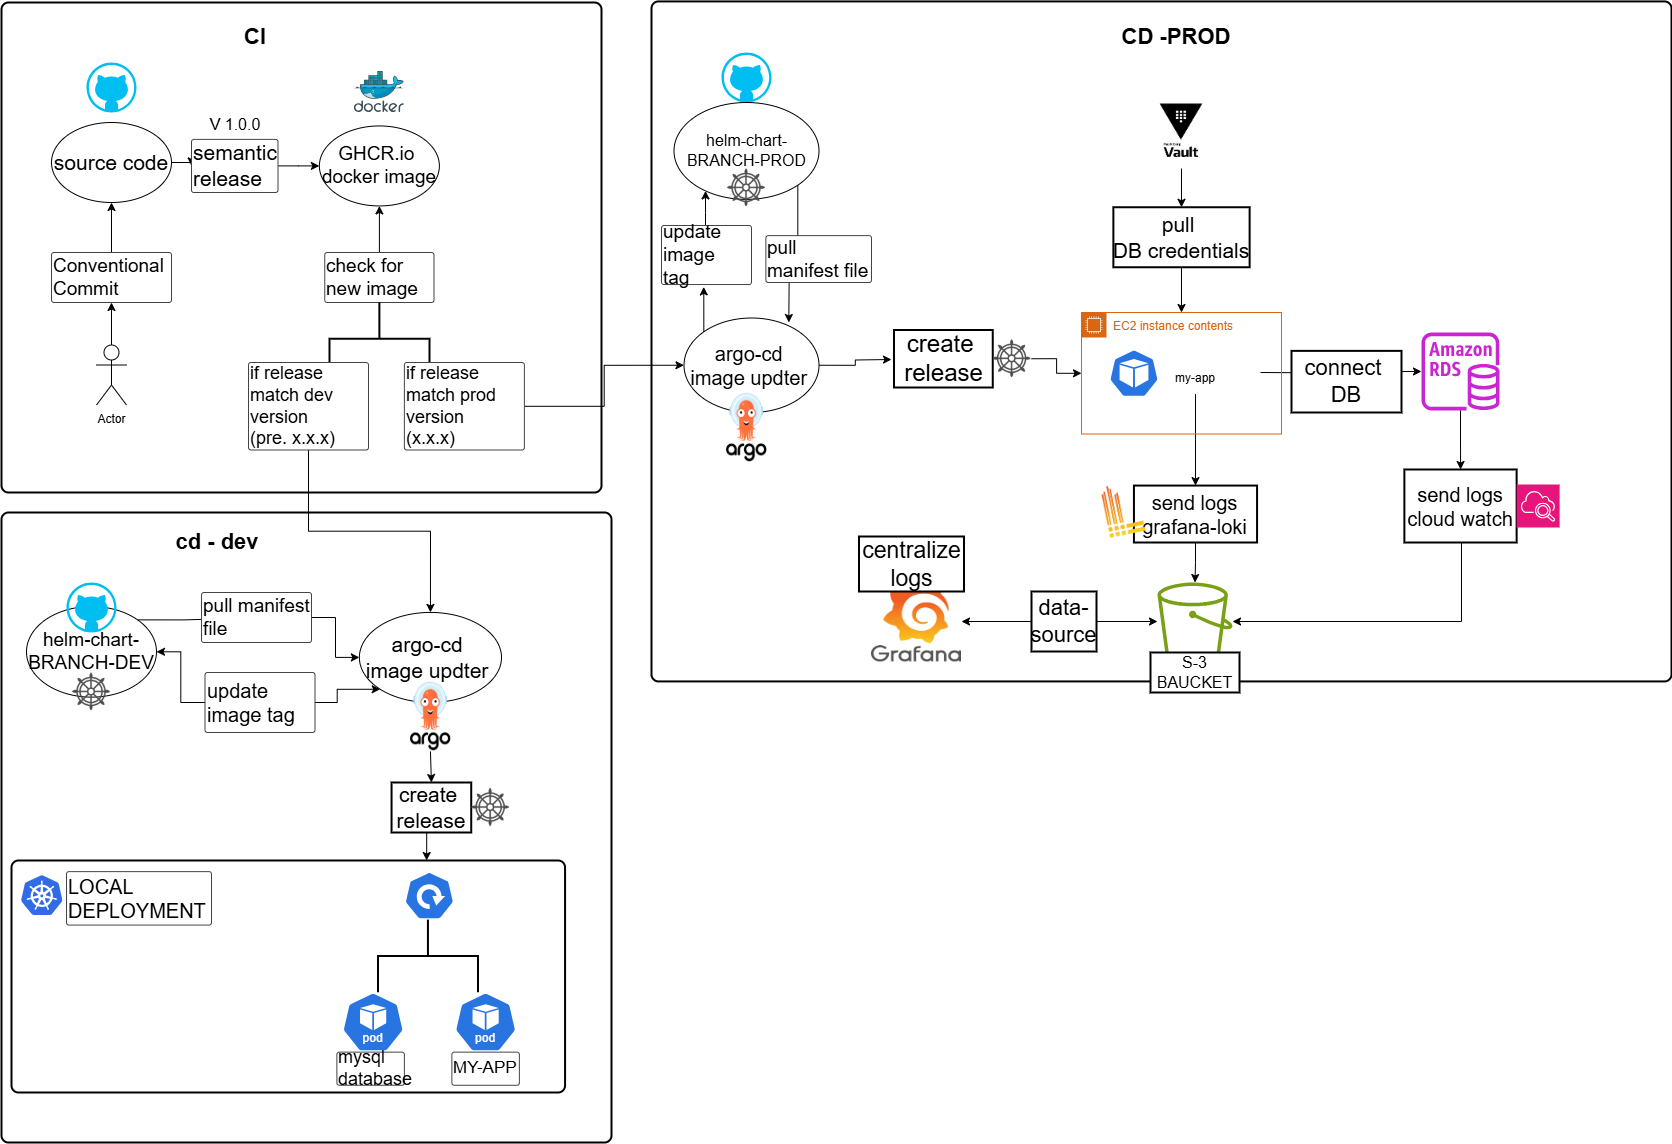 CI
docker
V 1.0.0
source code
semantic
release
GHCR.io
docker image
Conventional
Commit
check for
new image
Actor
if release
match dev
version
(pre. x.x.x)
if release
match prod
version
(x.x.x)
CD -PROD
helm-chart-
BRANCH-PROD
update
image
tag
pull
manifest file
argo-cd
image updter
argo
create
release
Vault
pull
DB credentials
EC2 instance contents
my-app
connect
DB
Amazon
RDS
send logs
grafana-loki
send logs
cloud watch
centralize
logs
Grafana
data-
source
S-3
BAUCKET
cd - dev
helm-chart-
BRANCH-DEV
pull manifest
file
update
image tag
argo-cd
image updter
argo
create
release
LOCAL
DEPLOYMENT
pod
mysql
database
pod
MY-APP